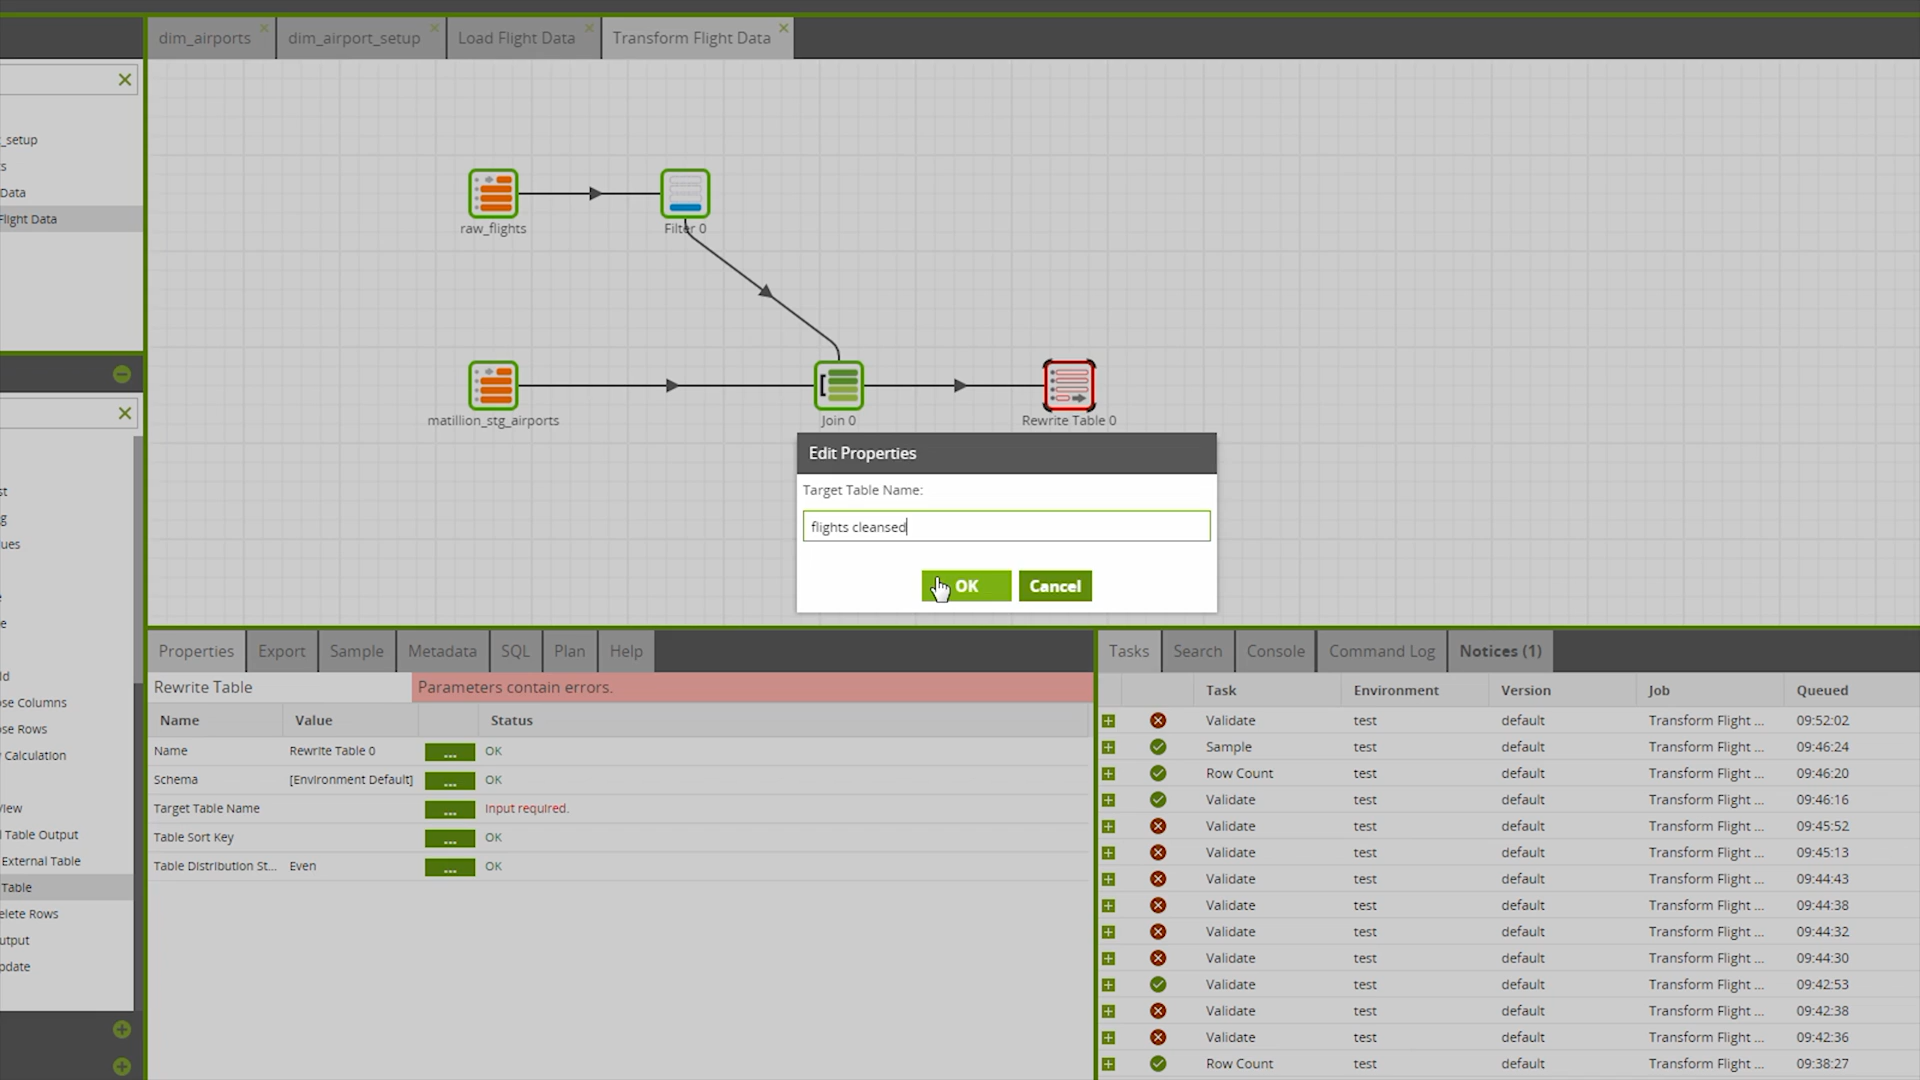 dim_airports
dim_airport_setup
Load Flight Data
Transform Flight Data
_setup
s
Data
Flight Data
st
g
ues
e
ld
ose Columns
ose Rows
Calculation
View
Table Output
External Table
Table
elete Rows
utput
pdate
raw_flights
Filter 0
matillion_stg_airports
Join 0
Rewrite Table 0
Edit Properties
Target Table Name:
flights cleansed
OK
Cancel
Properties
Export
Sample
Metadata
SQL
Plan
Help
Rewrite Table
Parameters contain errors.
Name Value Status
Name Rewrite Table 0 ... OK
Schema [Environment Default] ... OK
Target Table Name ... Input required.
Table Sort Key ... OK
Table Distribution St... Even ... OK
Tasks
Search
Console
Command Log
Notices (1)
Task Environment Version Job Queued
Validate test default Transform Flight ... 09:52:02
Sample test default Transform Flight ... 09:46:24
Row Count test default Transform Flight ... 09:46:20
Validate test default Transform Flight ... 09:46:16
Validate test default Transform Flight ... 09:45:52
Validate test default Transform Flight ... 09:45:13
Validate test default Transform Flight ... 09:44:43
Validate test default Transform Flight ... 09:44:38
Validate test default Transform Flight ... 09:44:32
Validate test default Transform Flight ... 09:44:30
Validate test default Transform Flight ... 09:42:53
Validate test default Transform Flight ... 09:42:38
Validate test default Transform Flight ... 09:42:36
Row Count test default Transform Flight ... 09:38:27